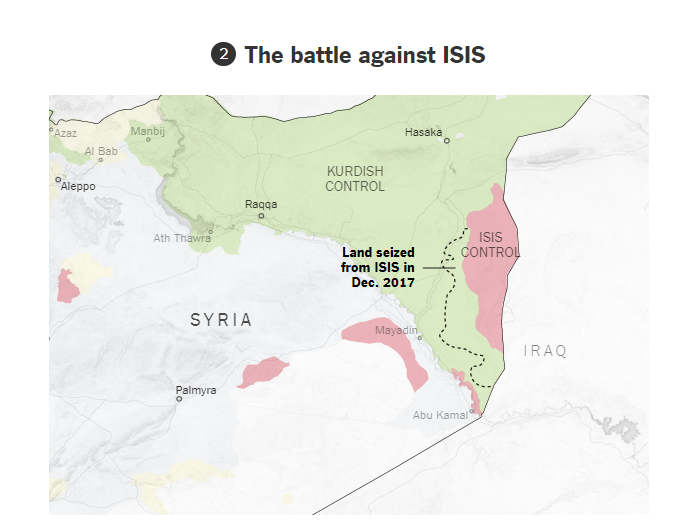 2 The battle against ISIS
Azaz
Manbij
Hasaka
Al Bab
KURDISH
CONTROL
Aleppo
Raqqa
Ath Thawra
ISIS
CONTROL
Land seized
from ISIS in
Dec. 2017
SYRIA
Mayadin
IRAQ
Palmyra
Abu Kamal